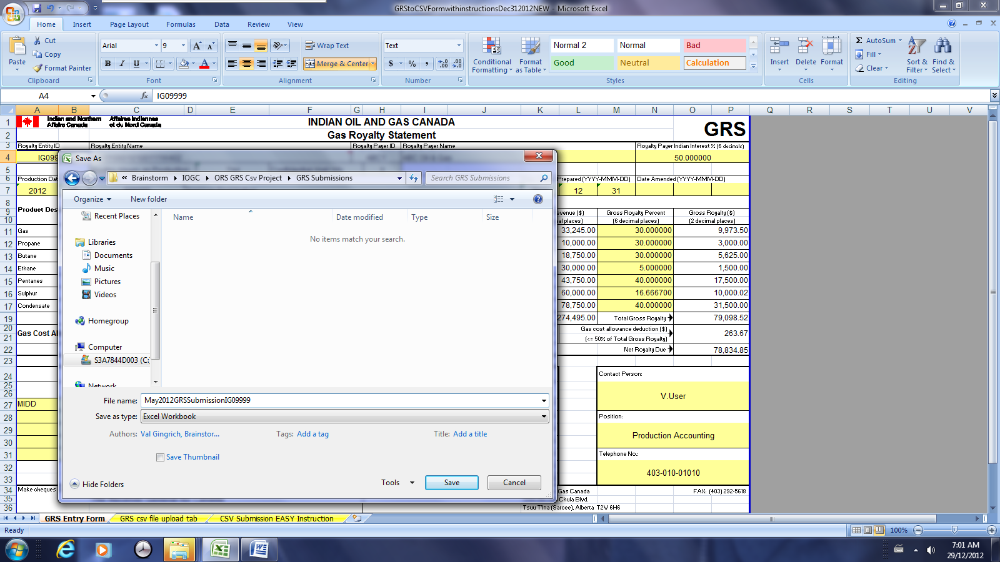 GRStoCSVFormwithinstructionsDec312012NEW - Microsoft Excel
Home Insert Page Layout Formulas Data Review View
Paste Cut Copy Format Painter Clipboard
Arial 9 B I U Font
Wrap Text Merge & Center Alignment
Text $ % , Number
Conditional Formatting Format as Table
Normal 2 Normal Bad
Good Neutral Calculation
Styles
Insert Delete Format Cells
AutoSum Fill Clear Sort & Filter Find & Select Editing
A4 fx IG09999
A B C D E F G H I J K L M N O P Q R S T U V
1 Indian and Northern Affairs Canada Affaires indiennes et du Nord Canada INDIAN OIL AND GAS CANADA GRS
2 Gas Royalty Statement
3 Royalty Entity ID Royalty Entity Name Royalty Payer ID Royalty Payer Name Royalty Payer Indian Interest % (6 decimals)
4 IG099 50.000000
5
6 Production Dat Prepared (YYYY-MMM-DD) Date Amended (YYYY-MMM-DD)
7 2012 12 31
8
9 Product Des evenue ($) Gross Royalty Percent Gross Royalty ($)
10 al places) (6 decimal places) (2 decimal places)
11 Gas 33,245.00 30.000000 9,973.50
12 Propane 10,000.00 30.000000 3,000.00
13 Butane 18,750.00 30.000000 5,625.00
14 Ethane 30,000.00 5.000000 1,500.00
15 Pentanes 43,750.00 40.000000 17,500.00
16 Sulphur 60,000.00 16.666700 10,000.02
17 Condensate 78,750.00 40.000000 31,500.00
19 274,495.00 Total Gross Royalty 79,098.52
20 Gas Cost Al Gas cost allowance deduction ($) 263.67
21 (<= 50% of Total Gross Royalty)
22 Net Royalty Due 78,834.85
23
24 Contact Person:
25
26 V.User
27 MIDD
28 Position:
29
30 Production Accounting
31 Telephone No.:
32
33 403-010-01010
34 Make cheques Gas Canada FAX: (403) 292-5618
35 Chula Blvd.
36 Tsuu T'Ina (Sarcee), Alberta T2W 6H6
Save As
« Brainstorm IOGC ORS GRS Csv Project GRS Submissions Search GRS Submissions
Organize New folder
Name Date modified Type Size
No items match your search.
Recent Places
Libraries
Documents
Music
Pictures
Videos
Homegroup
Computer
S3A7844D003 (C:
Network
File name: May2012GRSSubmissionIG09999
Save as type: Excel Workbook
Authors: Val Gingrich, Brainstor... Tags: Add a tag Title: Add a title
Save Thumbnail
Hide Folders Tools Save Cancel
GRS Entry Form GRS csv file upload tab CSV Submission EASY Instruction
Ready 100%
7:01 AM
29/12/2012